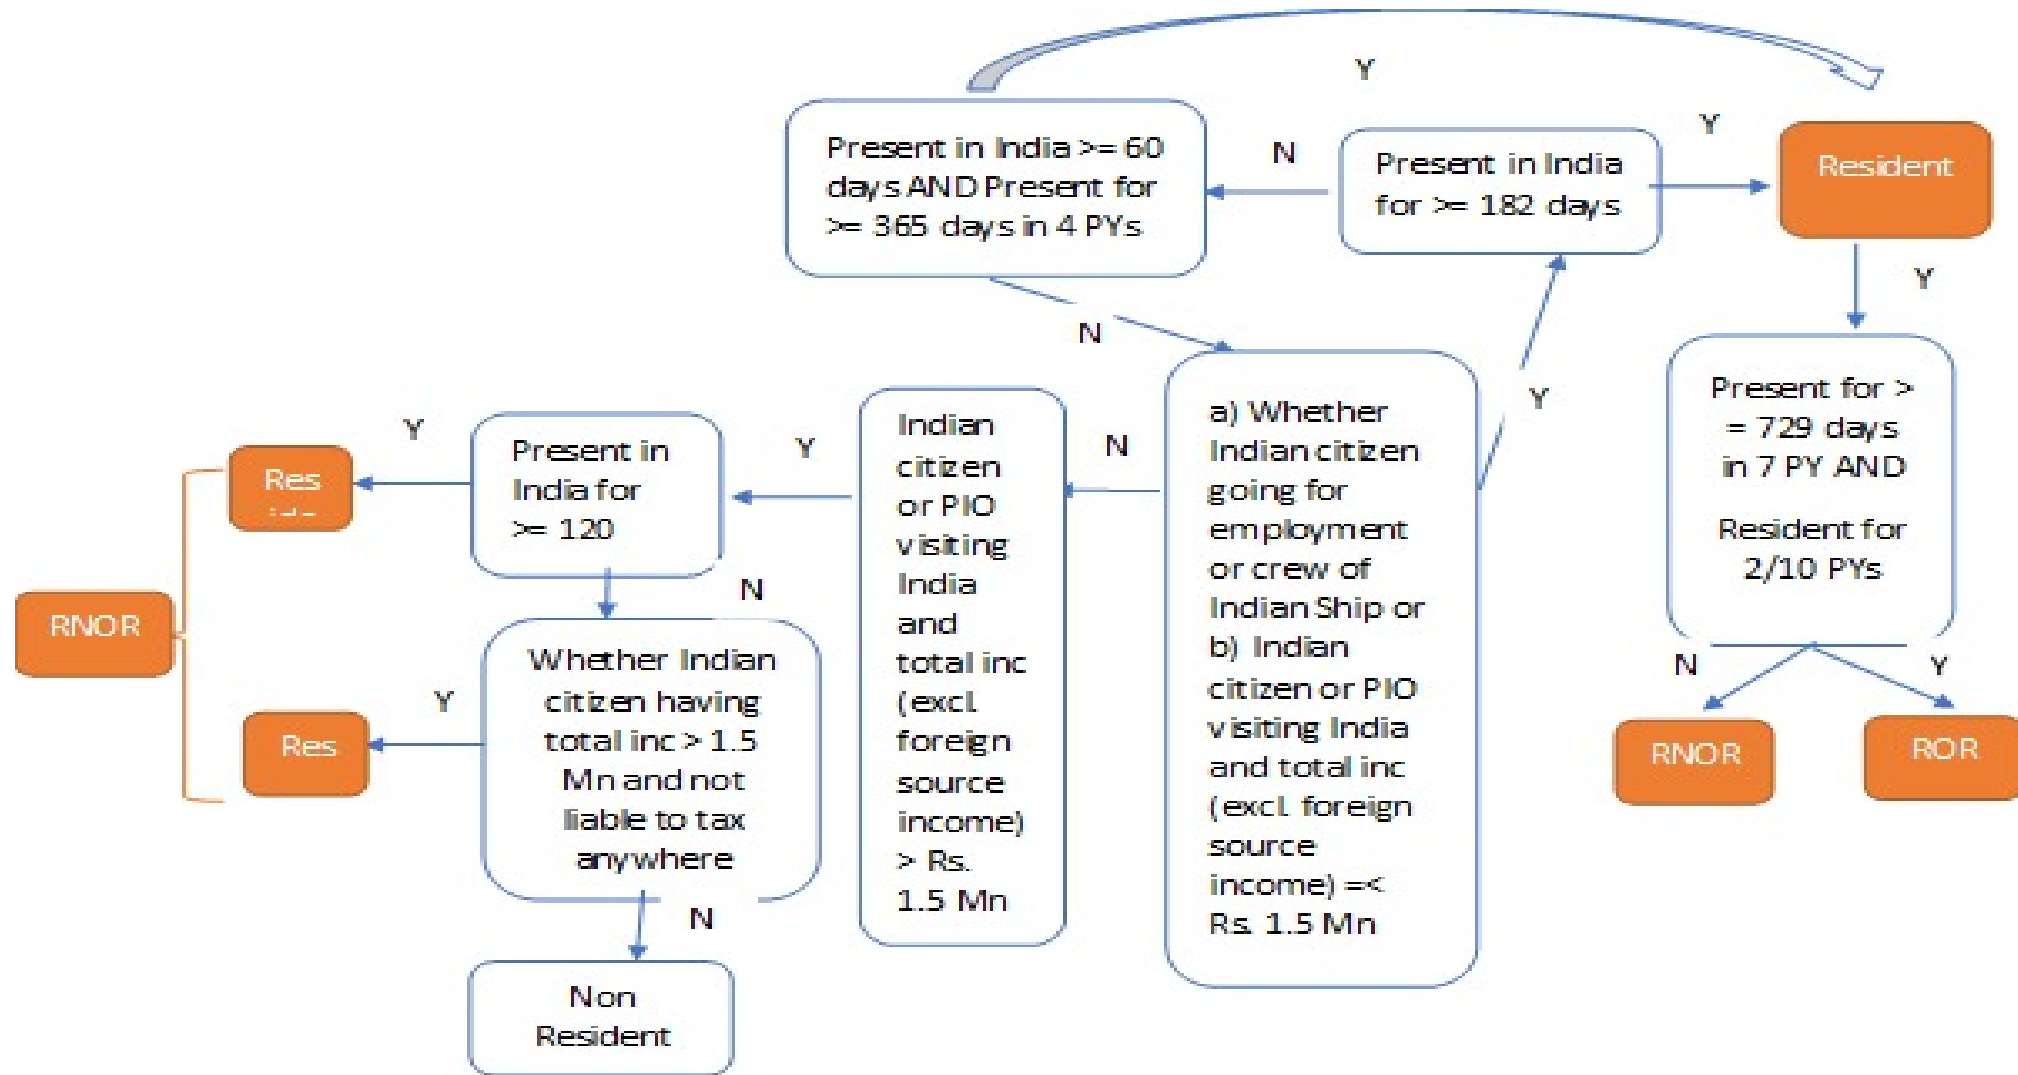 Y
Present in India >= 60
days AND Present for
>= 365 days in 4 PYs
N
Present in India
for >= 182 days
Y
Resident
Y
N
Present for >
= 729 days
in 7 PY AND
Resident for
2/10 PYs
N
Y
RNOR
ROR
Y
a) Whether
Indian citizen
going for
employment
or crew of
Indian Ship or
b) Indian
citizen or PIO
visiting India
and total inc
(excl. foreign
source
income) =<
Rs. 1.5 Mn
N
Indian
citizen
or PIO
visiting
India
and
total inc
(excl.
foreign
source
income)
> Rs.
1.5 Mn
Y
Present in
India for
>= 120
Y
Res
N
Whether Indian
citizen having
total inc > 1.5
Mn and not
liable to tax
anywhere
Y
Res
RNOR
N
Non
Resident